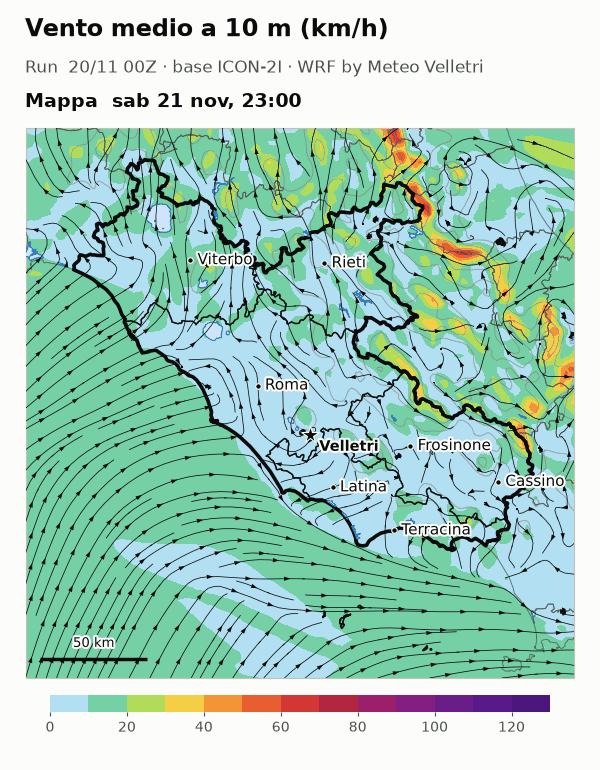 Vento medio a 10 m (km/h)
Run 20/11 00Z · base ICON-2I · WRF by Meteo Velletri
Mappa sab 21 nov, 23:00
Viterbo
Rieti
Roma
Velletri
Frosinone
Latina
Cassino
Terracina
50 km
0 20 40 60 80 100 120